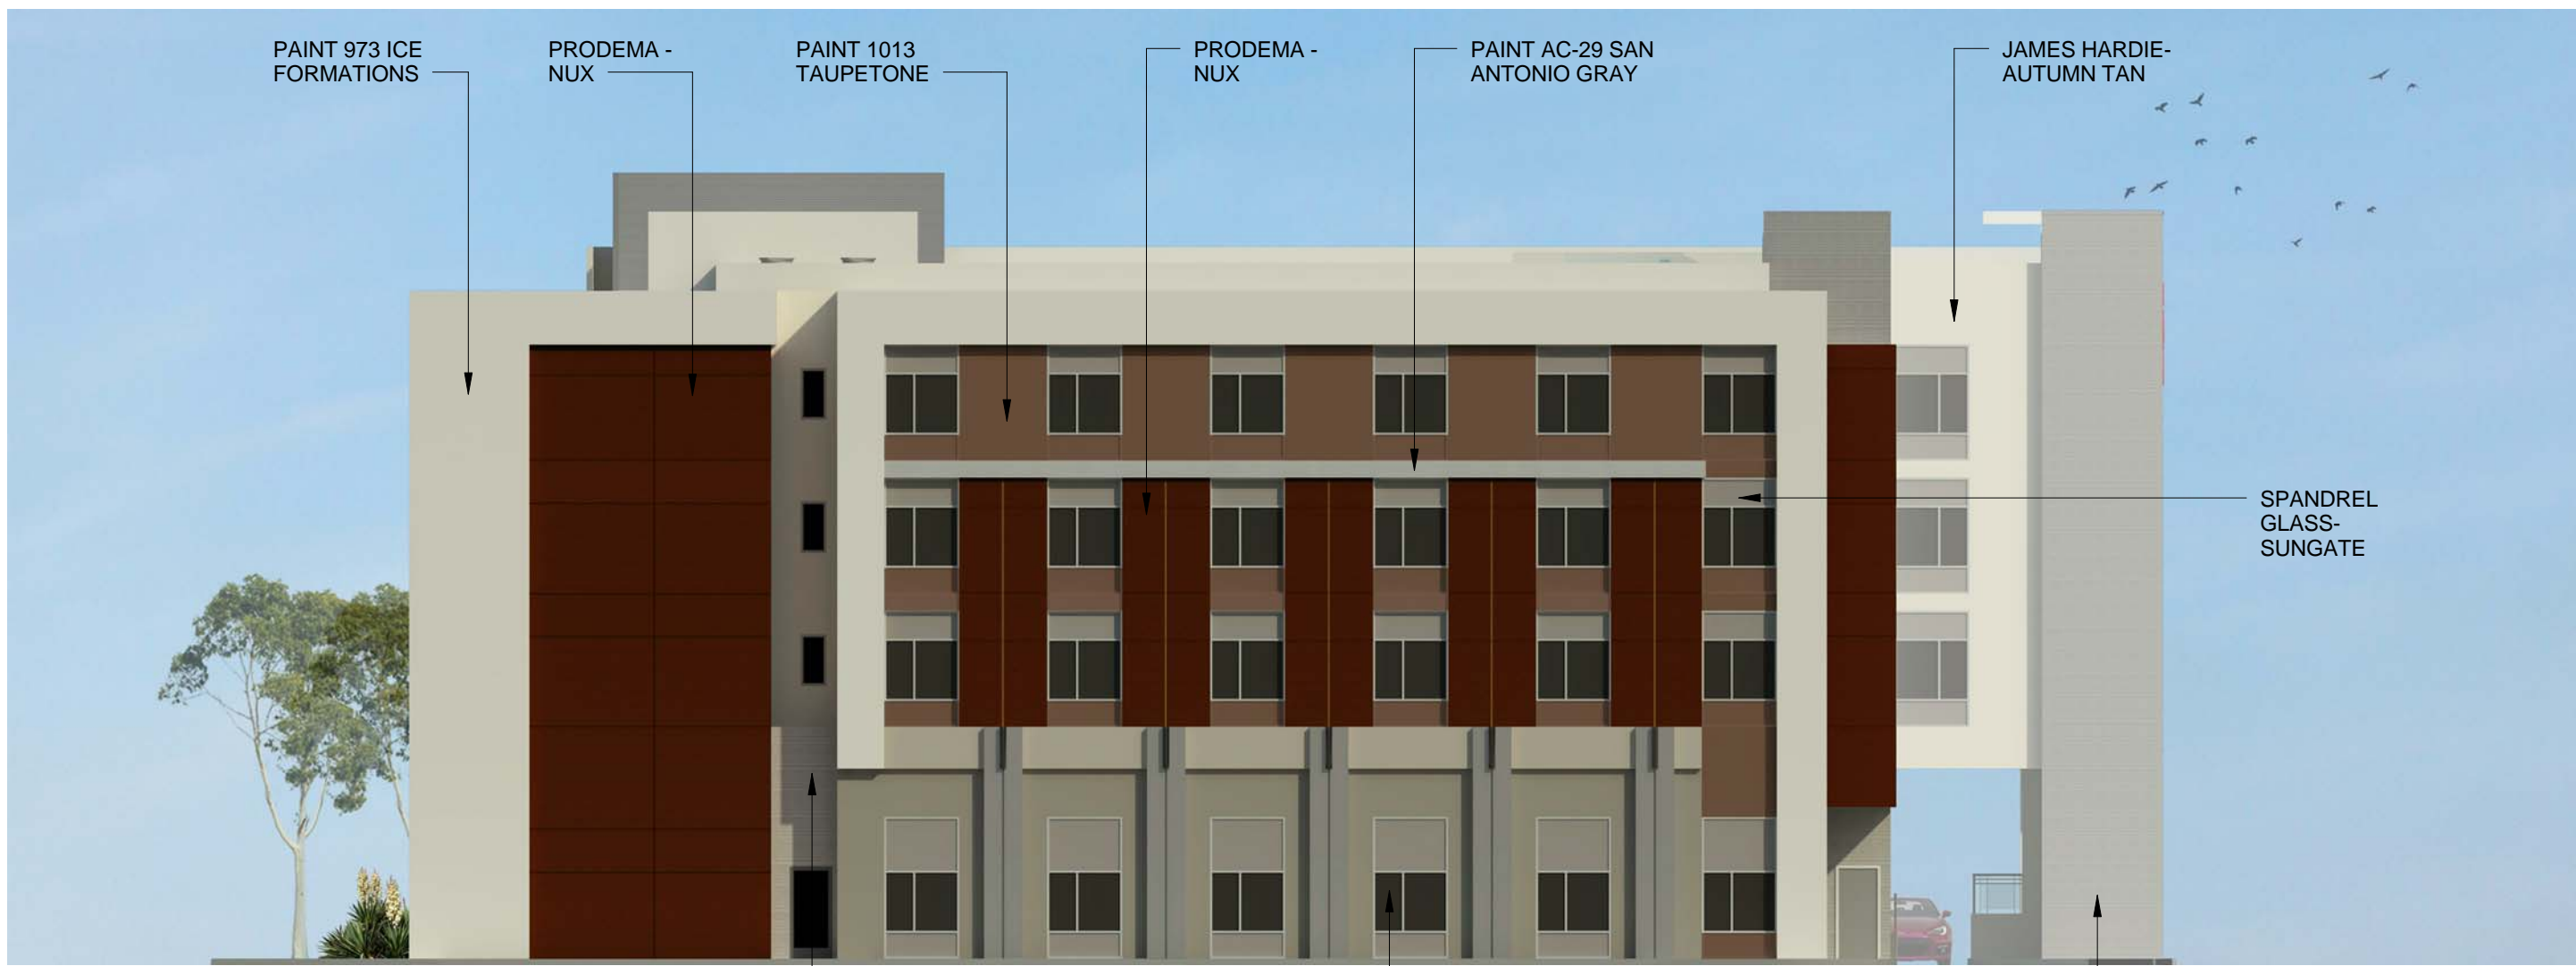 PAINT 973 ICE
FORMATIONS
PRODEMA -
NUX
PAINT 1013
TAUPETONE
PRODEMA -
NUX
PAINT AC-29 SAN
ANTONIO GRAY
JAMES HARDIE-
AUTUMN TAN
SPANDREL
GLASS-
SUNGATE